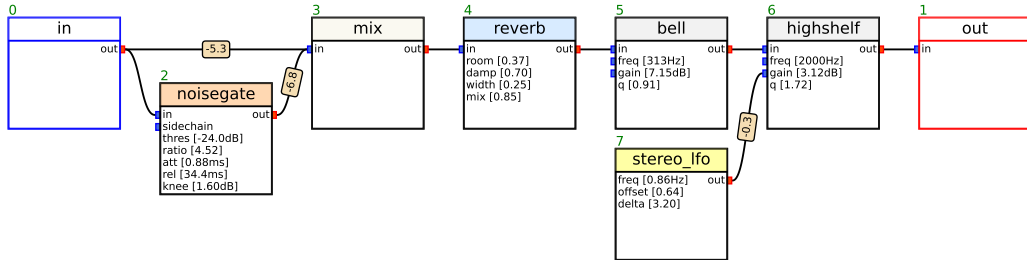 0
in
out
-5.3
2
noisegate
in
out
sidechain
thres [-24.0dB]
ratio [4.52]
att [0.88ms]
rel [34.4ms]
knee [1.60dB]
-6.8
3
mix
in
out
4
reverb
in
out
room [0.37]
damp [0.70]
width [0.25]
mix [0.85]
5
bell
in
out
freq [313Hz]
gain [7.15dB]
q [0.91]
7
stereo_lfo
freq [0.86Hz]
out
offset [0.64]
delta [3.20]
-0.3
6
highshelf
in
out
freq [2000Hz]
gain [3.12dB]
q [1.72]
1
out
in